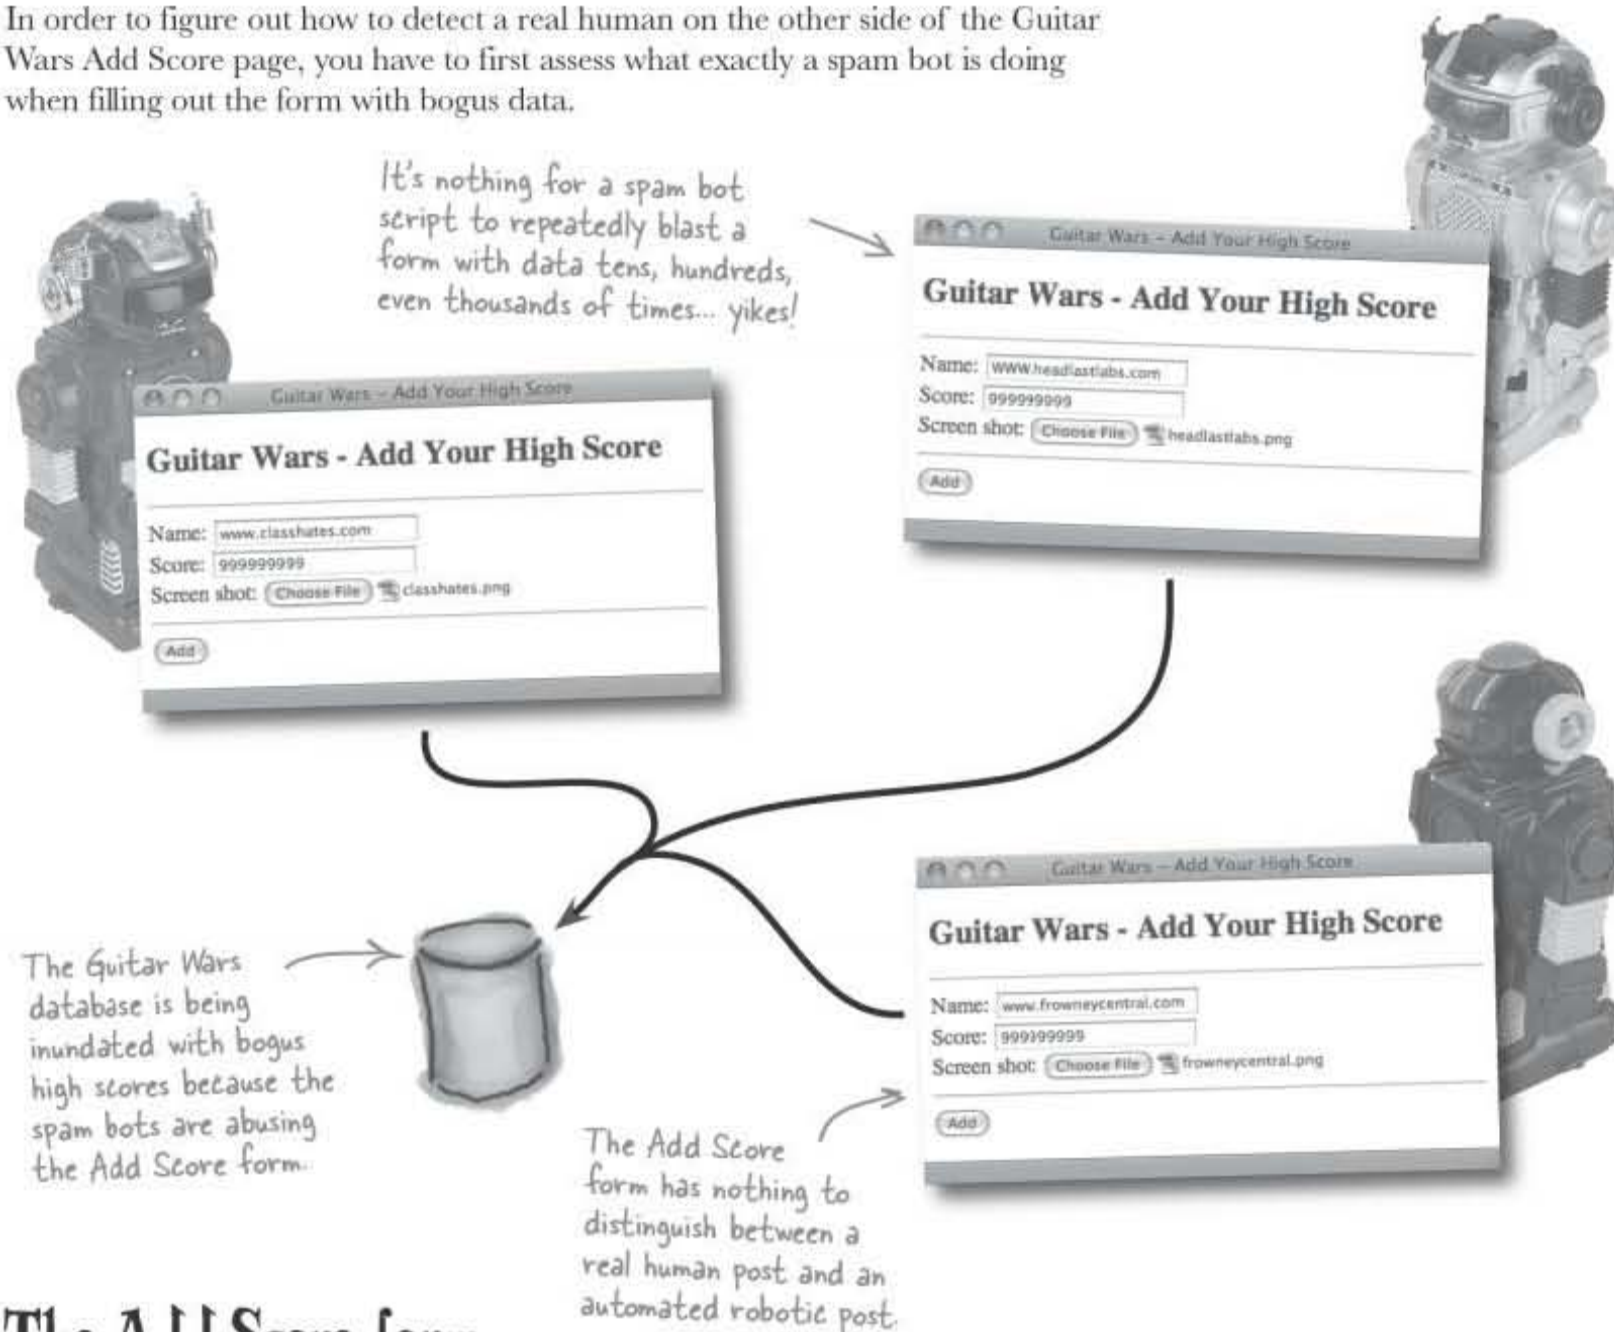 In order to figure out how to detect a real human on the other side of the Guitar
Wars Add Score page, you have to first assess what exactly a spam bot is doing
when filling out the form with bogus data.
It's nothing for a spam bot
script to repeatedly blast a
form with data tens, hundreds,
even thousands of times... yikes!
Guitar Wars - Add Your High Score
Guitar Wars - Add Your High Score
Name: www.headlastlabs.com
Score: 999999999
Screen shot: Choose File headlastlabs.png
Add
Guitar Wars - Add Your High Score
Guitar Wars - Add Your High Score
Name: www.classhates.com
Score: 999999999
Screen shot: Choose File classhates.png
Add
Guitar Wars - Add Your High Score
Guitar Wars - Add Your High Score
Name: www.frowneycentral.com
Score: 999999999
Screen shot: Choose File frowneycentral.png
Add
The Guitar Wars
database is being
inundated with bogus
high scores because the
spam bots are abusing
the Add Score form.
The Add Score
form has nothing to
distinguish between a
real human post and an
automated robotic post.
The Add Score form